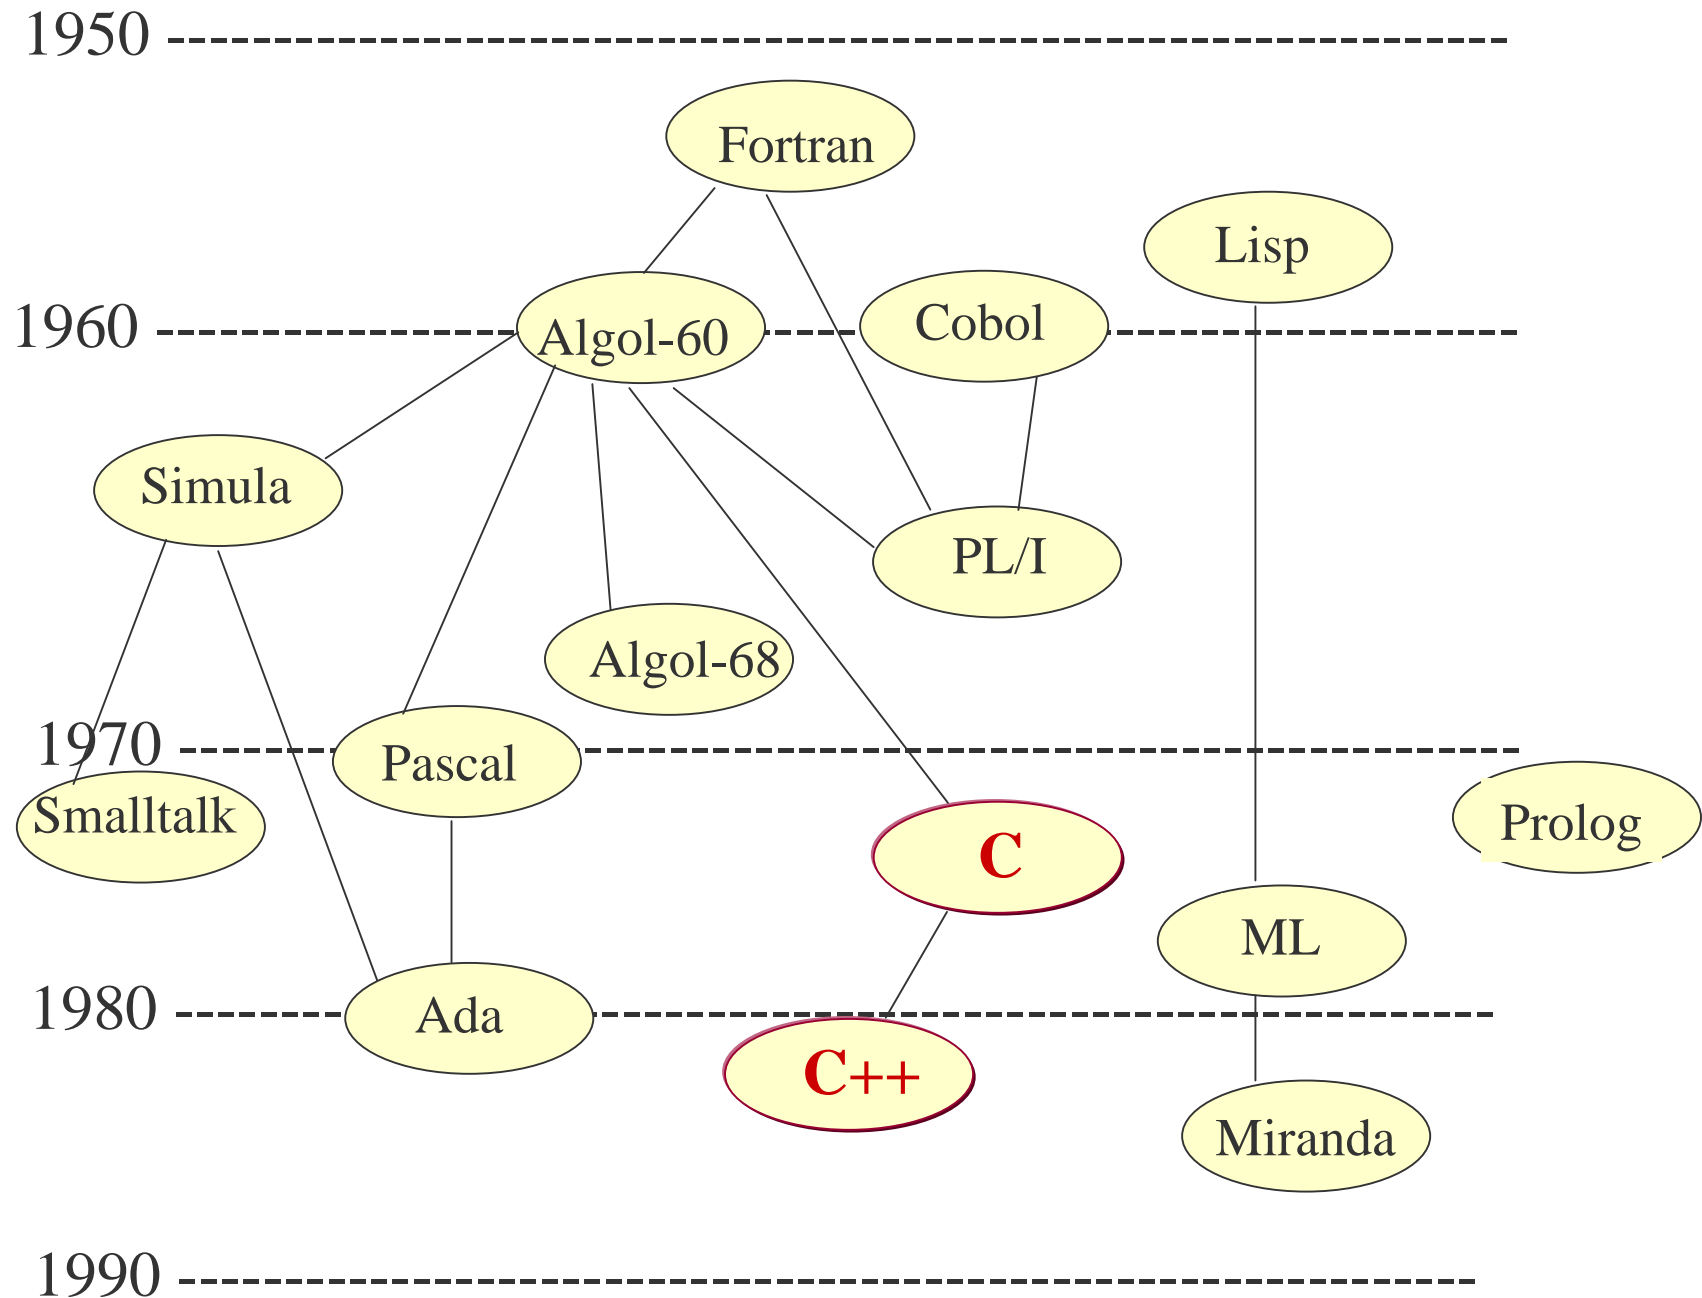 1950
Fortran
Lisp
1960
Algol-60
Cobol
Simula
PL/I
Algol-68
1970
Pascal
Smalltalk
Prolog
C
ML
1980
Ada
C++
Miranda
1990